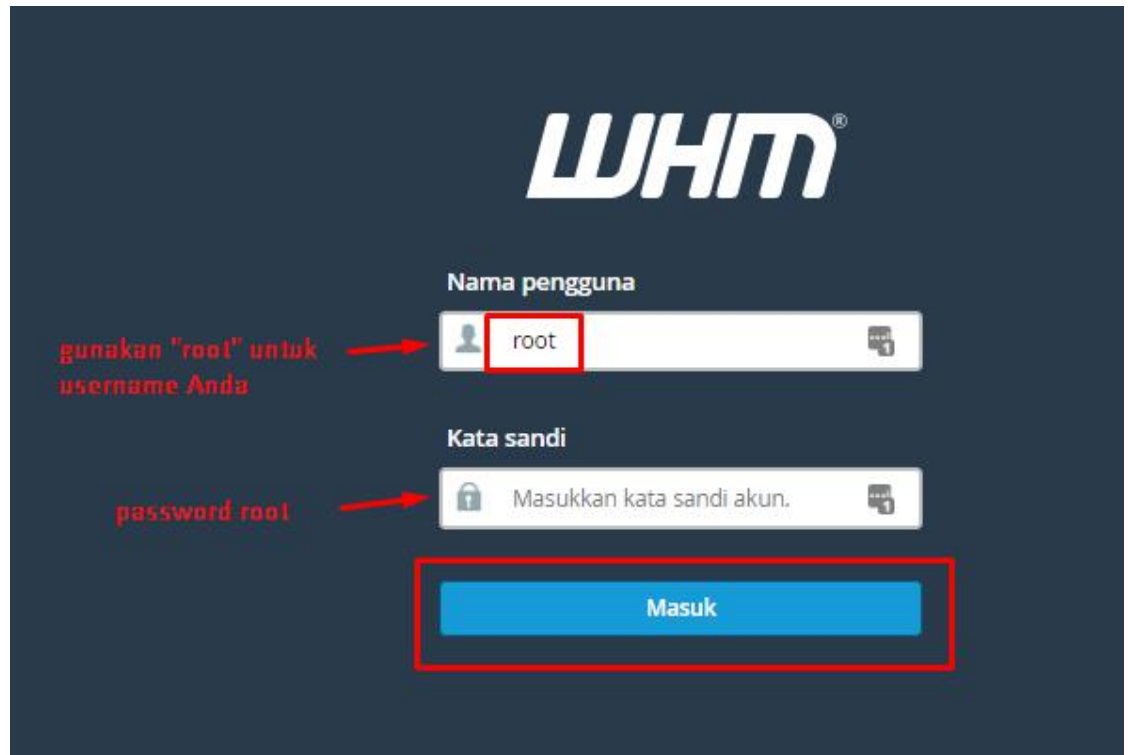 WHM®
Nama pengguna
root
gunakan "root" untuk
username Anda
Kata sandi
Masukkan kata sandi akun.
password root
Masuk